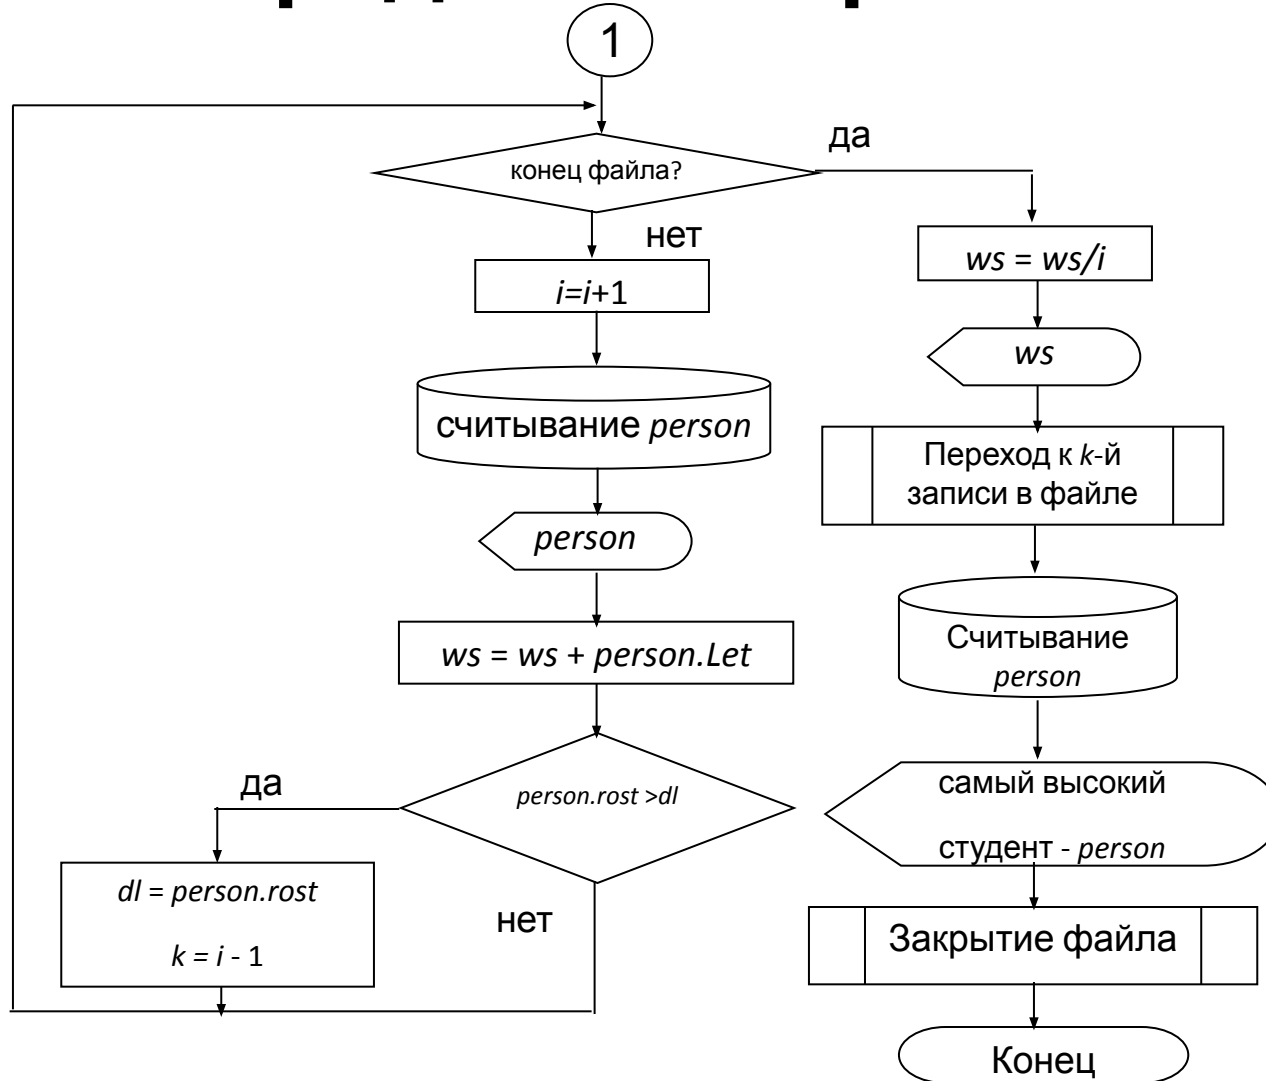 1
конец файла?
да
нет
i=i+1
считывание person
person
ws = ws + person.Let
person.rost >dl
да
dl = person.rost
k = i - 1
нет
ws = ws/i
ws
Переход к k-й
записи в файле
Считывание
person
самый высокий
студент - person
Закрытие файла
Конец